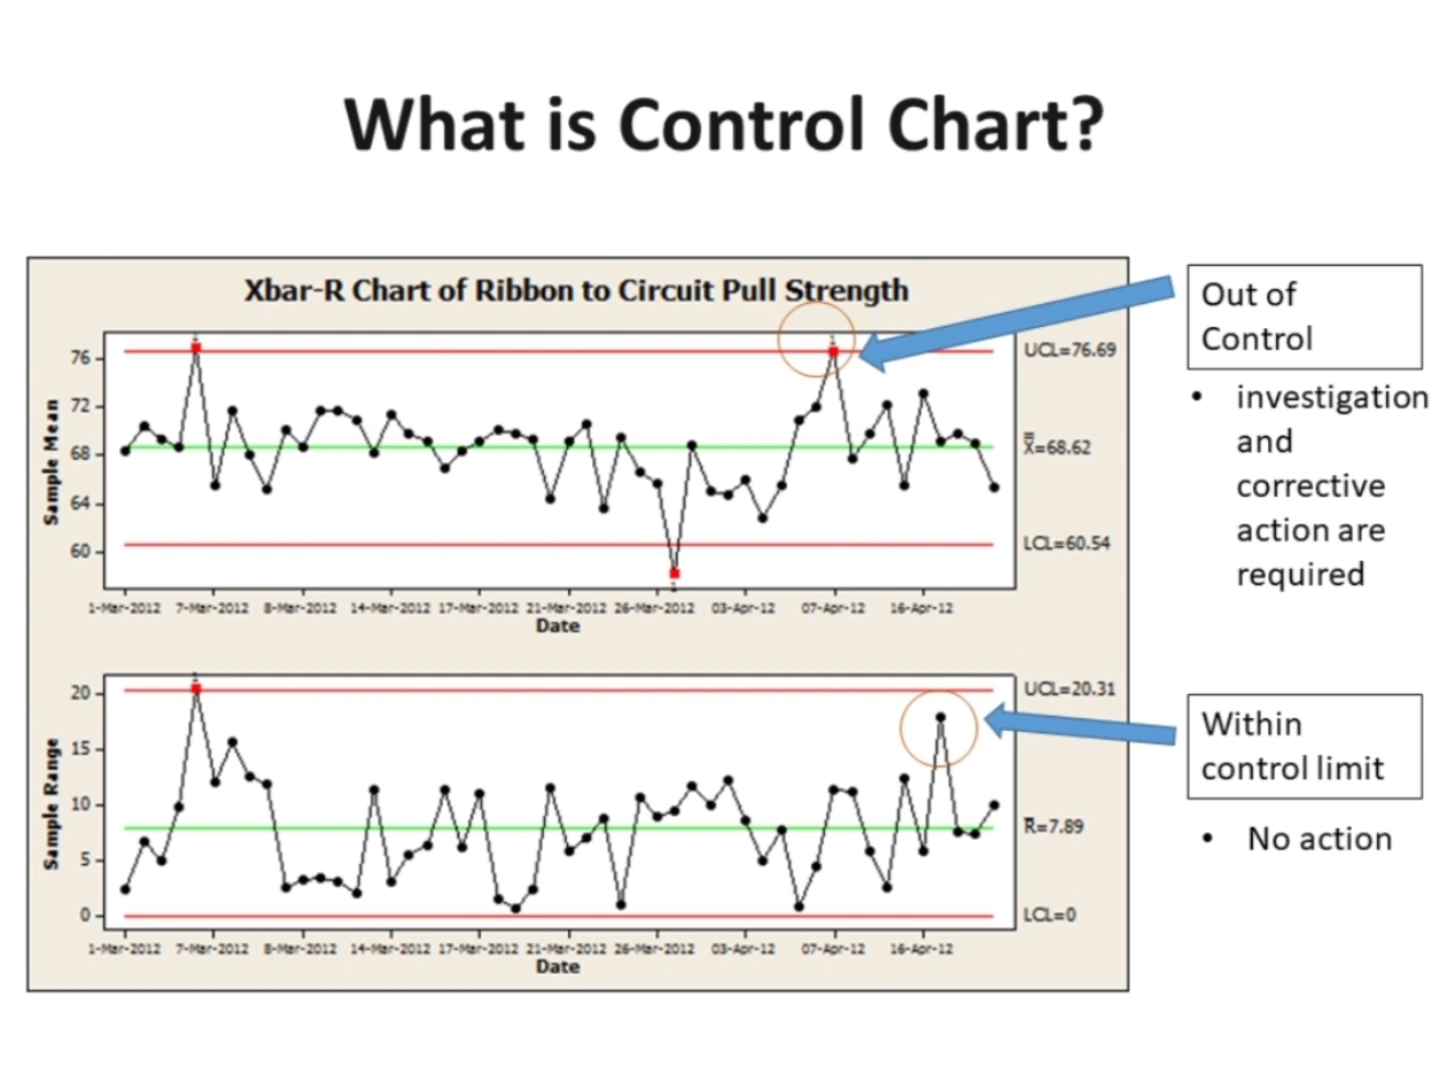 What is Control Chart?
Xbar-R Chart of Ribbon to Circuit Pull Strength
Sample Mean
76
72
68
64
60
1
1
1
UCL=76.69
X̿=68.62
LCL=60.54
1-Mar-2012 7-Mar-2012 8-Mar-2012 14-Mar-2012 17-Mar-2012 21-Mar-2012 26-Mar-2012 03-Apr-12 07-Apr-12 16-Apr-12
Date
Sample Range
20
15
10
5
0
1
UCL=20.31
R̅=7.89
LCL=0
1-Mar-2012 7-Mar-2012 8-Mar-2012 14-Mar-2012 17-Mar-2012 21-Mar-2012 26-Mar-2012 03-Apr-12 07-Apr-12 16-Apr-12
Date
Out of
Control
• investigation
and
corrective
action are
required
Within
control limit
• No action